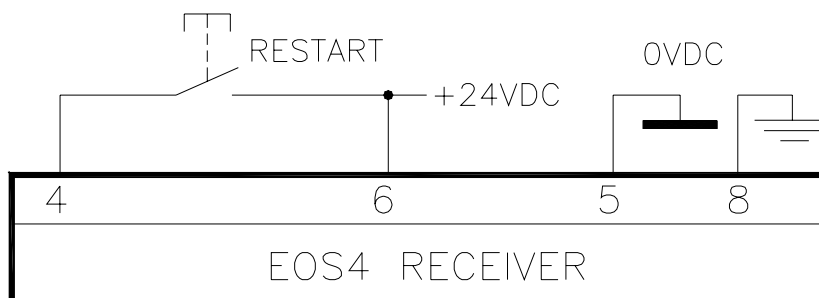 RESTART
0VDC
+24VDC
4
6
5
8
EOS4 RECEIVER